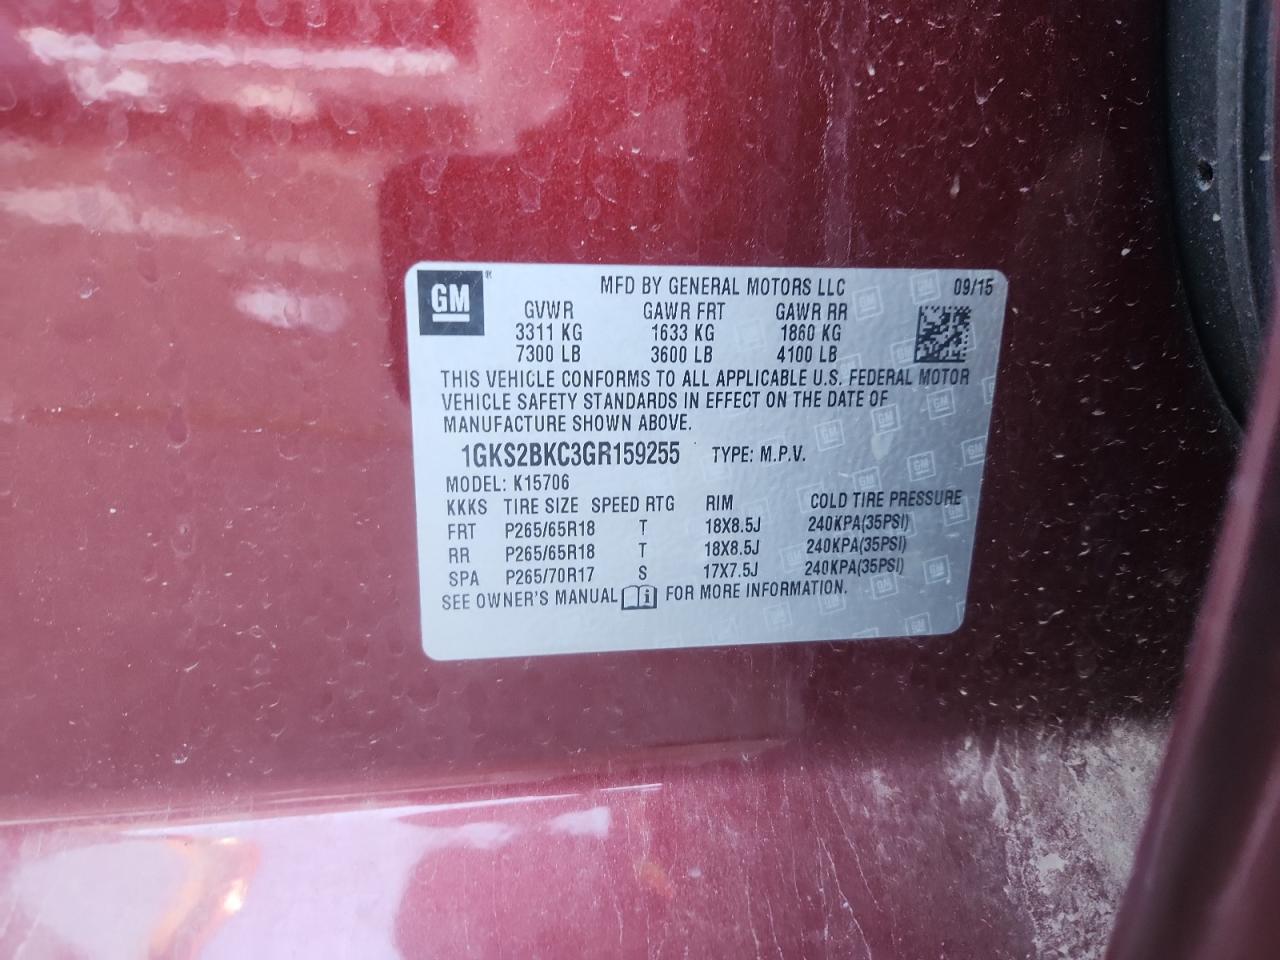 GM ® MFD BY GENERAL MOTORS LLC 09/15
GVWR GAWR FRT GAWR RR
3311 KG 1633 KG 1860 KG
7300 LB 3600 LB 4100 LB
THIS VEHICLE CONFORMS TO ALL APPLICABLE U.S. FEDERAL MOTOR
VEHICLE SAFETY STANDARDS IN EFFECT ON THE DATE OF
MANUFACTURE SHOWN ABOVE.
1GKS2BKC3GR159255 TYPE: M.P.V.
MODEL: K15706
KKKS TIRE SIZE SPEED RTG RIM COLD TIRE PRESSURE
FRT P265/65R18 T 18X8.5J 240KPA(35PSI)
RR P265/65R18 T 18X8.5J 240KPA(35PSI)
SPA P265/70R17 S 17X7.5J 240KPA(35PSI)
SEE OWNER'S MANUAL i FOR MORE INFORMATION.